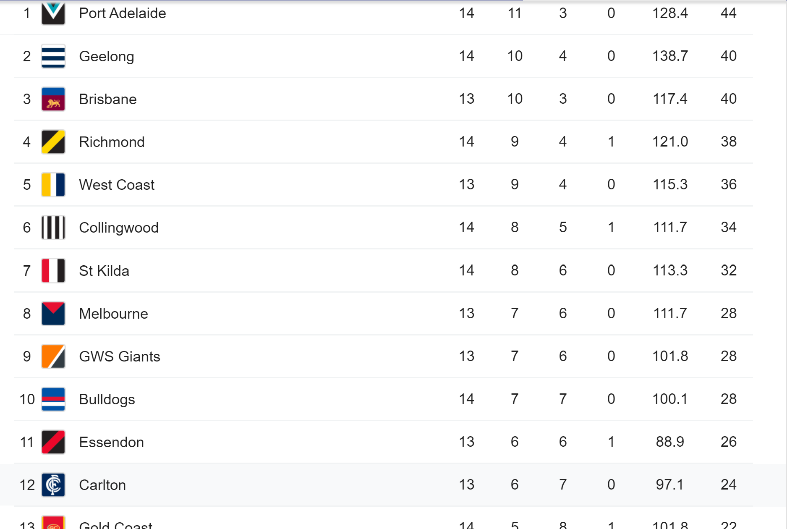 1 Port Adelaide 14 11 3 0 128.4 44
2 Geelong 14 10 4 0 138.7 40
3 Brisbane 13 10 3 0 117.4 40
4 Richmond 14 9 4 1 121.0 38
5 West Coast 13 9 4 0 115.3 36
6 Collingwood 14 8 5 1 111.7 34
7 St Kilda 14 8 6 0 113.3 32
8 Melbourne 13 7 6 0 111.7 28
9 GWS Giants 13 7 6 0 101.8 28
10 Bulldogs 14 7 7 0 100.1 28
11 Essendon 13 6 6 1 88.9 26
12 Carlton 13 6 7 0 97.1 24
13 Gold Coast 14 5 8 1 101.8 22